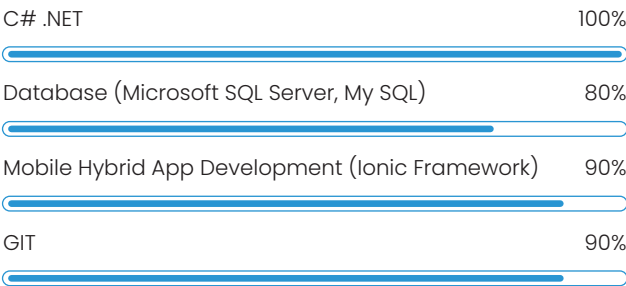 C# .NET 100%
Database (Microsoft SQL Server, My SQL) 80%
Mobile Hybrid App Development (Ionic Framework) 90%
GIT 90%